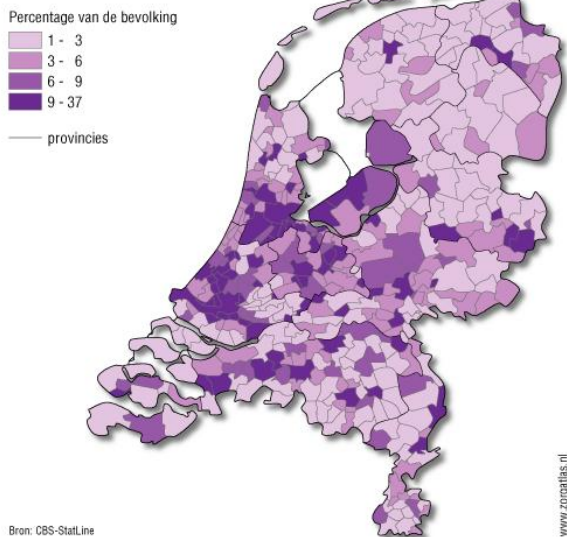 Percentage van de bevolking
1 - 3
3 - 6
6 - 9
9 - 37
provincies
Bron: CBS-StatLine
www.zorgatlas.nl